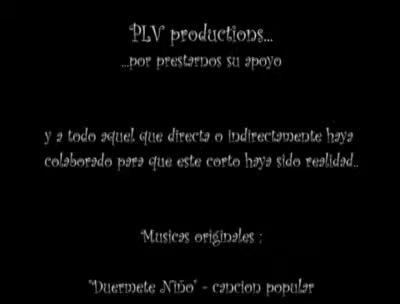 PLV productions...
...por prestarnos su apoyo
y a todo aquel que directa o indirectamente haya
colaborado para que este corto haya sido realidad..
Musicas originales :
"Duermete Niño" - cancion popular